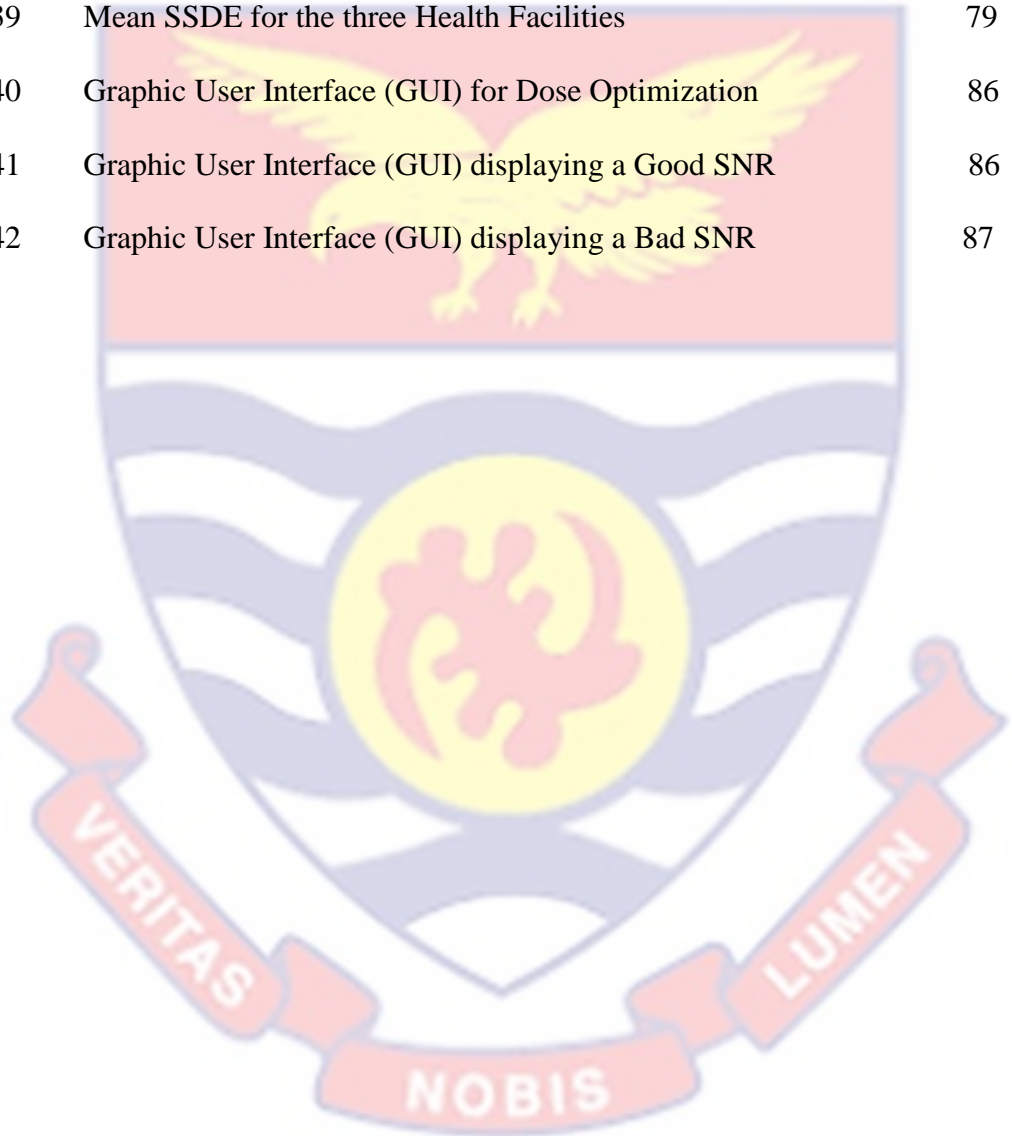 39 Mean SSDE for the three Health Facilities 79
40 Graphic User Interface (GUI) for Dose Optimization 86
41 Graphic User Interface (GUI) displaying a Good SNR 86
42 Graphic User Interface (GUI) displaying a Bad SNR 87
VERITAS
NOBIS
LUMEN